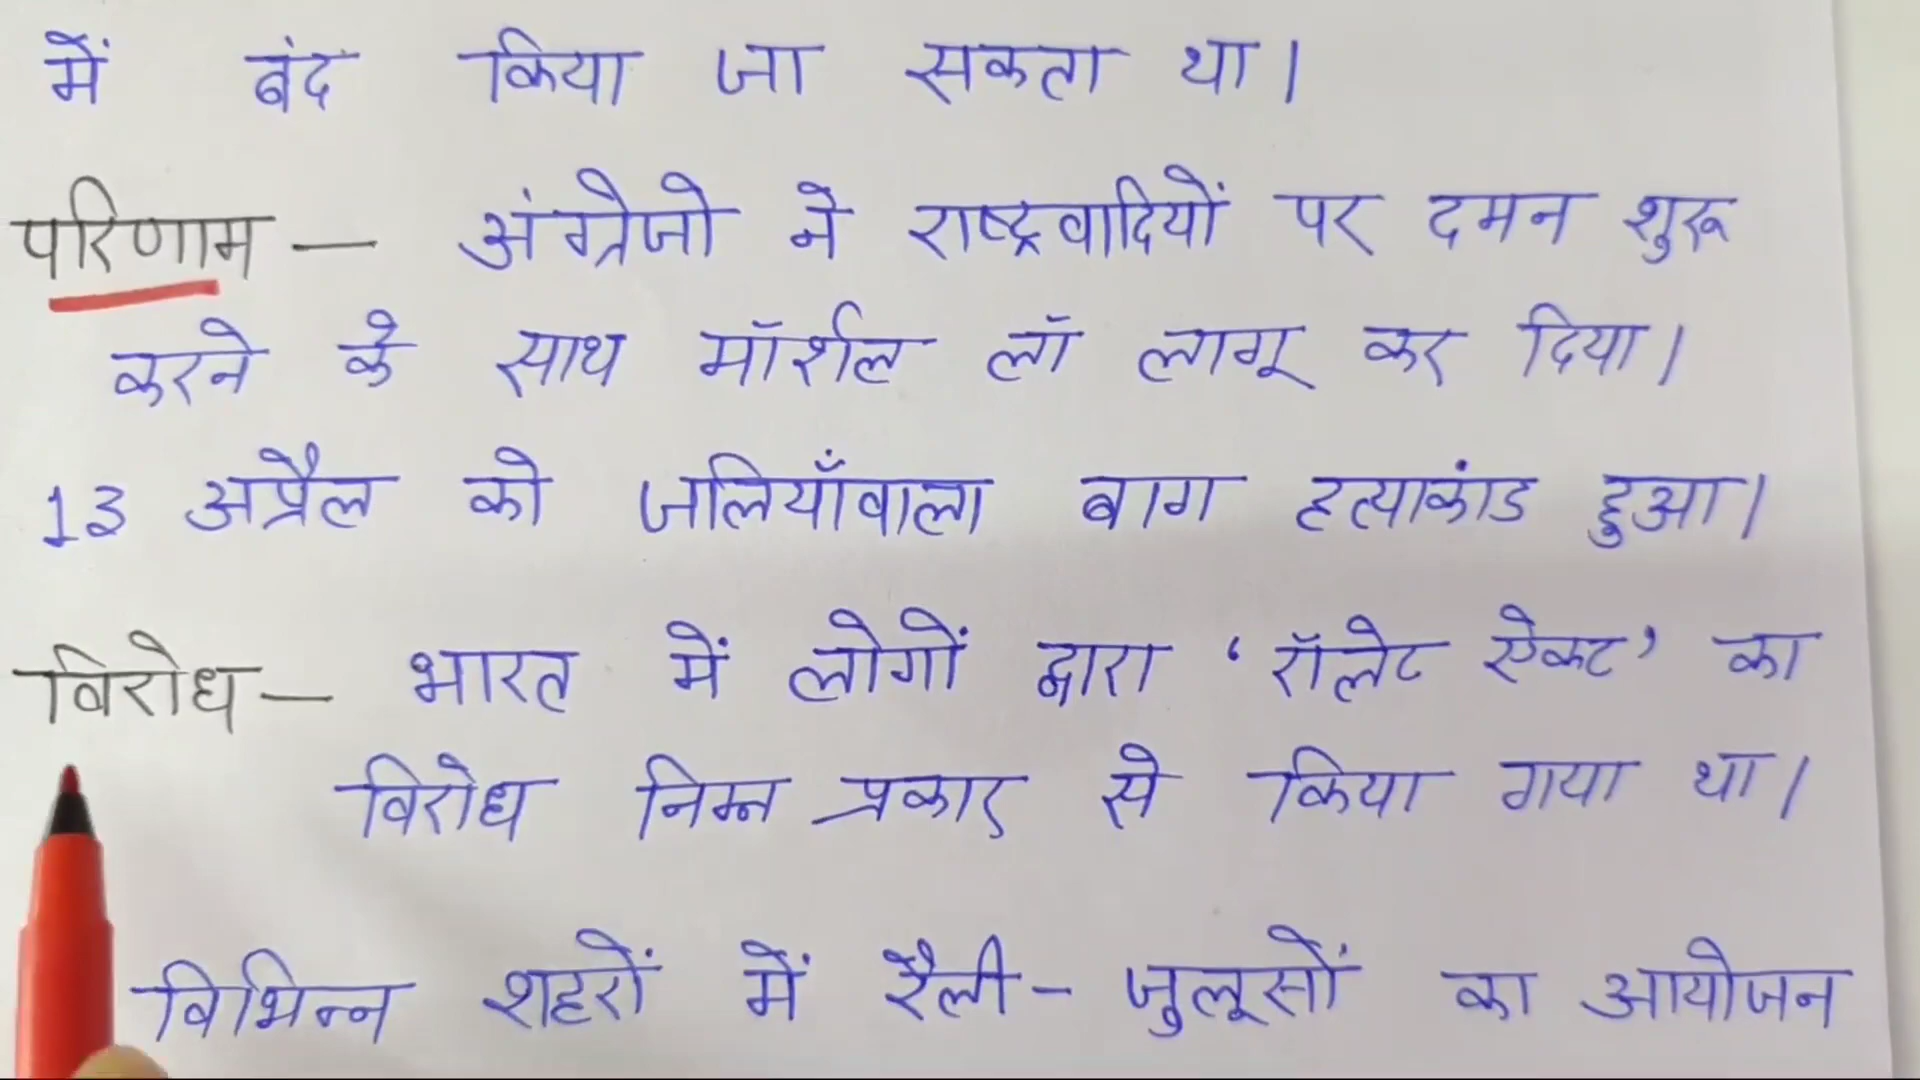 में बंद किया जा सकता था।
परिणाम — अंग्रेजो ने राष्ट्रवादियों पर दमन शुरू
करने के साथ मॉर्शल लॉ लागू कर दिया।
13 अप्रैल को जलियाँवाला बाग हत्याकांड हुआ।
विरोध — भारत में लोगों द्वारा ‘रॉलेट ऐक्ट’ का
विरोध निम्न प्रकार से किया गया था।
विभिन्न शहरों में रैली - जुलूसों का आयोजन